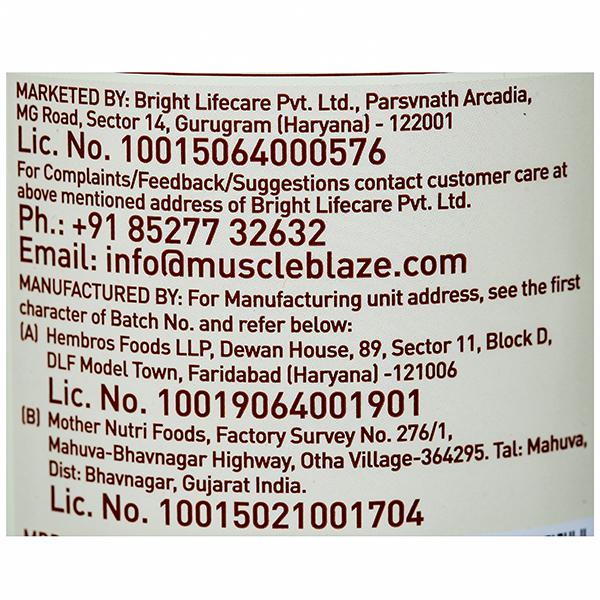 MARKETED BY: Bright Lifecare Pvt. Ltd., Parsvnath Arcadia,
MG Road, Sector 14, Gurugram (Haryana) - 122001
Lic. No. 10015064000576
For Complaints/Feedback/Suggestions contact customer care at
above mentioned address of Bright Lifecare Pvt. Ltd.
Ph.: +91 85277 32632
Email: info@muscleblaze.com
MANUFACTURED BY: For Manufacturing unit address, see the first
character of Batch No. and refer below:
(A) Hembros Foods LLP, Dewan House, 89, Sector 11, Block D,
DLF Model Town, Faridabad (Haryana) -121006
Lic. No. 10019064001901
(B) Mother Nutri Foods, Factory Survey No. 276/1,
Mahuva-Bhavnagar Highway, Otha Village-364295. Tal: Mahuva,
Dist: Bhavnagar, Gujarat India.
Lic. No. 10015021001704